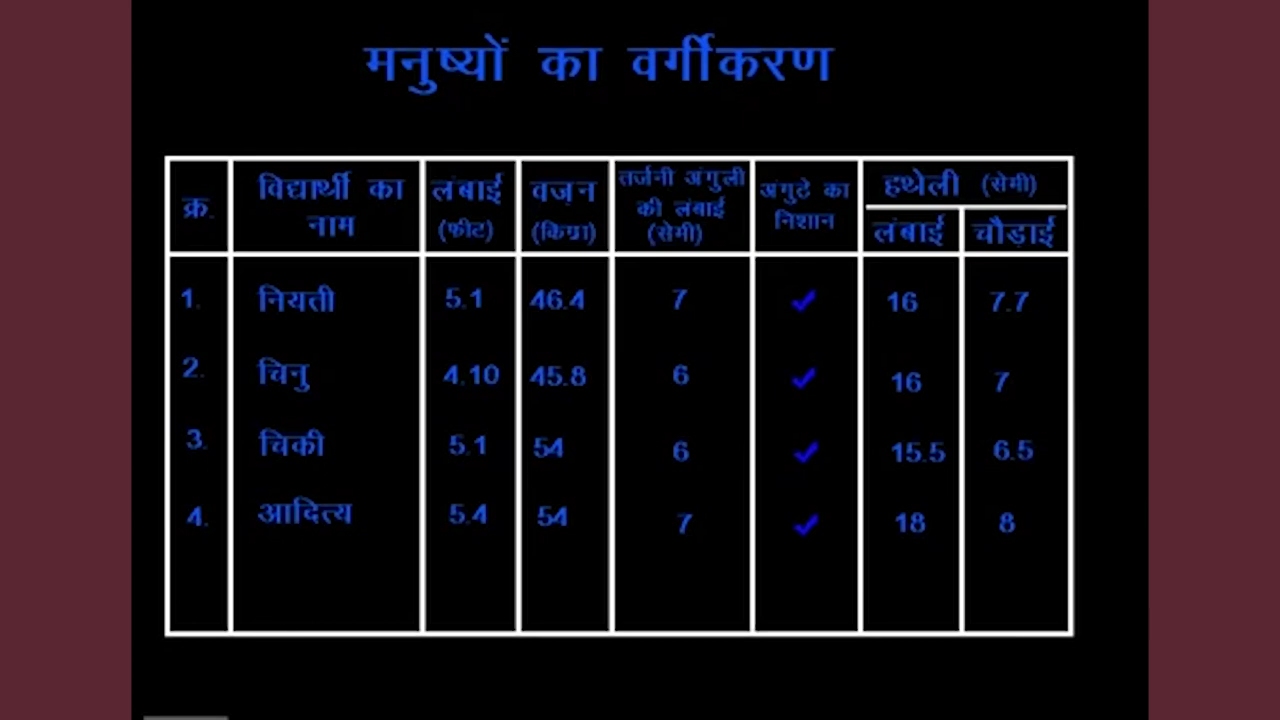 मनुष्यों का वर्गीकरण
क्र. विद्यार्थी का नाम लंबाई (फीट) वज़न (किग्रा) तर्जनी अंगुली की लंबाई (सेमी) अंगुठे का निशान हथेली (सेमी) लंबाई चौड़ाई
1. नियती 5.1 46.4 7 ✓ 16 7.7
2. चिनु 4.10 45.8 6 ✓ 16 7
3. चिकी 5.1 54 6 ✓ 15.5 6.5
4. आदित्य 5.4 54 7 ✓ 18 8